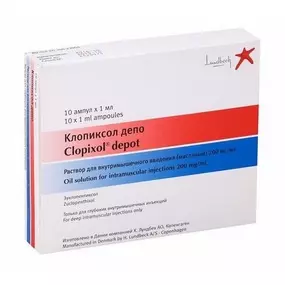 Lundbeck
10 ампул x 1 мл
10 x 1 ml ampoules
Клопиксол депо
Clopixol® depot
Раствор для внутримышечного введения (масляный) 200 мг/мл
Oil solution for intramuscular injections 200 mg/ml
Зуклопентиксол
Zuclopenthixol
Только для глубоких внутримышечных инъекций
For deep intramuscular injections only
Изготовлено в Дании компанией Х. Лундбек АО, Копенгаген
Manufactured in Denmark by H. Lundbeck A/S - Copenhagen